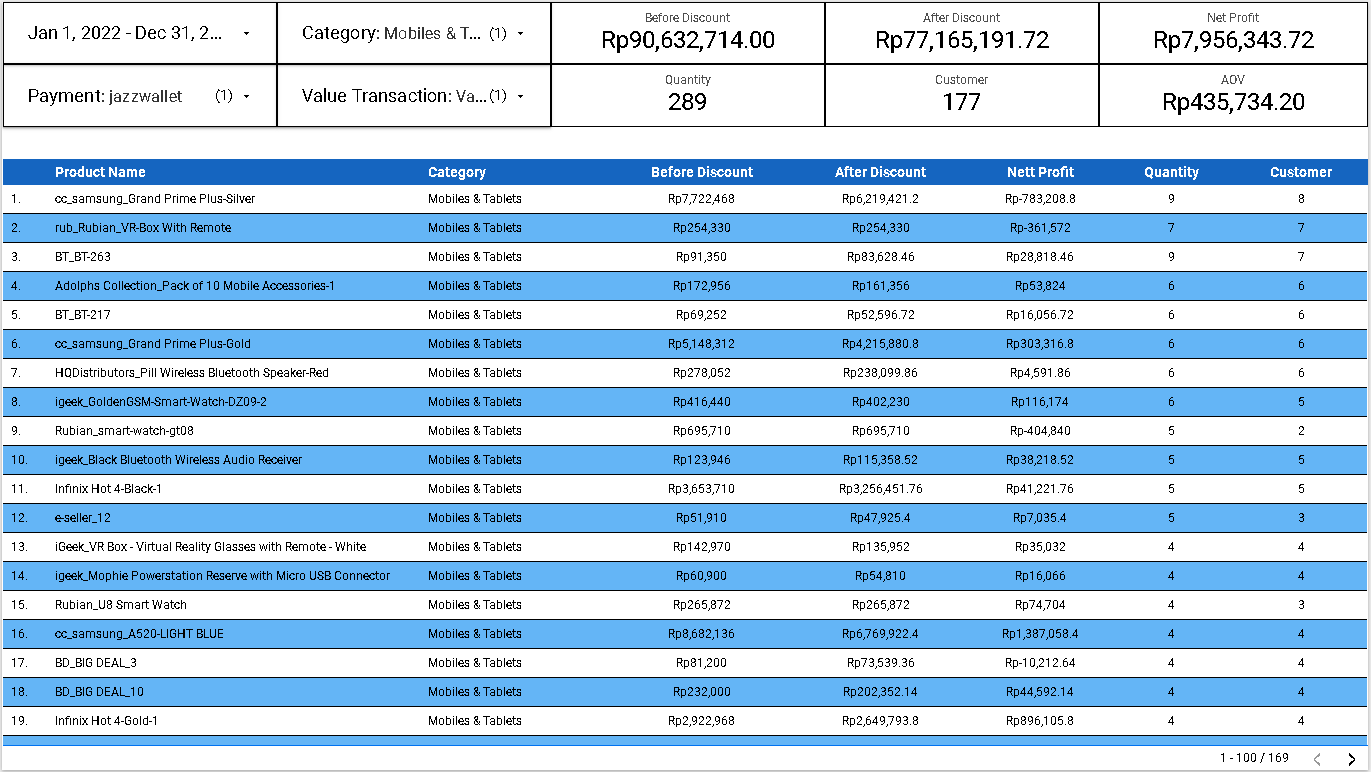 Jan 1, 2022 - Dec 31, 2...
Category: Mobiles & T... (1)
Before Discount
Rp90,632,714.00
After Discount
Rp77,165,191.72
Net Profit
Rp7,956,343.72
Payment: jazzwallet (1)
Value Transaction: Va... (1)
Quantity
289
Customer
177
AOV
Rp435,734.20
Product Name Category Before Discount After Discount Nett Profit Quantity Customer
1. cc_samsung_Grand Prime Plus-Silver Mobiles & Tablets Rp7,722,468 Rp6,219,421.2 Rp-783,208.8 9 8
2. rub_Rubian_VR-Box With Remote Mobiles & Tablets Rp254,330 Rp254,330 Rp-361,572 7 7
3. BT_BT-263 Mobiles & Tablets Rp91,350 Rp83,628.46 Rp28,818.46 9 7
4. Adolphs Collection_Pack of 10 Mobile Accessories-1 Mobiles & Tablets Rp172,956 Rp161,356 Rp53,824 6 6
5. BT_BT-217 Mobiles & Tablets Rp69,252 Rp52,596.72 Rp16,056.72 6 6
6. cc_samsung_Grand Prime Plus-Gold Mobiles & Tablets Rp5,148,312 Rp4,215,880.8 Rp303,316.8 6 6
7. HQDistributors_Pill Wireless Bluetooth Speaker-Red Mobiles & Tablets Rp278,052 Rp238,099.86 Rp4,591.86 6 6
8. igeek_GoldenGSM-Smart-Watch-DZ09-2 Mobiles & Tablets Rp416,440 Rp402,230 Rp116,174 6 5
9. Rubian_smart-watch-gt08 Mobiles & Tablets Rp695,710 Rp695,710 Rp-404,840 5 2
10. igeek_Black Bluetooth Wireless Audio Receiver Mobiles & Tablets Rp123,946 Rp115,358.52 Rp38,218.52 5 5
11. Infinix Hot 4-Black-1 Mobiles & Tablets Rp3,653,710 Rp3,256,451.76 Rp41,221.76 5 5
12. e-seller_12 Mobiles & Tablets Rp51,910 Rp47,925.4 Rp7,035.4 5 3
13. iGeek_VR Box - Virtual Reality Glasses with Remote - White Mobiles & Tablets Rp142,970 Rp135,952 Rp35,032 4 4
14. igeek_Mophie Powerstation Reserve with Micro USB Connector Mobiles & Tablets Rp60,900 Rp54,810 Rp16,066 4 4
15. Rubian_U8 Smart Watch Mobiles & Tablets Rp265,872 Rp265,872 Rp74,704 4 3
16. cc_samsung_A520-LIGHT BLUE Mobiles & Tablets Rp8,682,136 Rp6,769,922.4 Rp1,387,058.4 4 4
17. BD_BIG DEAL_3 Mobiles & Tablets Rp81,200 Rp73,539.36 Rp-10,212.64 4 4
18. BD_BIG DEAL_10 Mobiles & Tablets Rp232,000 Rp202,352.14 Rp44,592.14 4 4
19. Infinix Hot 4-Gold-1 Mobiles & Tablets Rp2,922,968 Rp2,649,793.8 Rp896,105.8 4 4
1 - 100 / 169